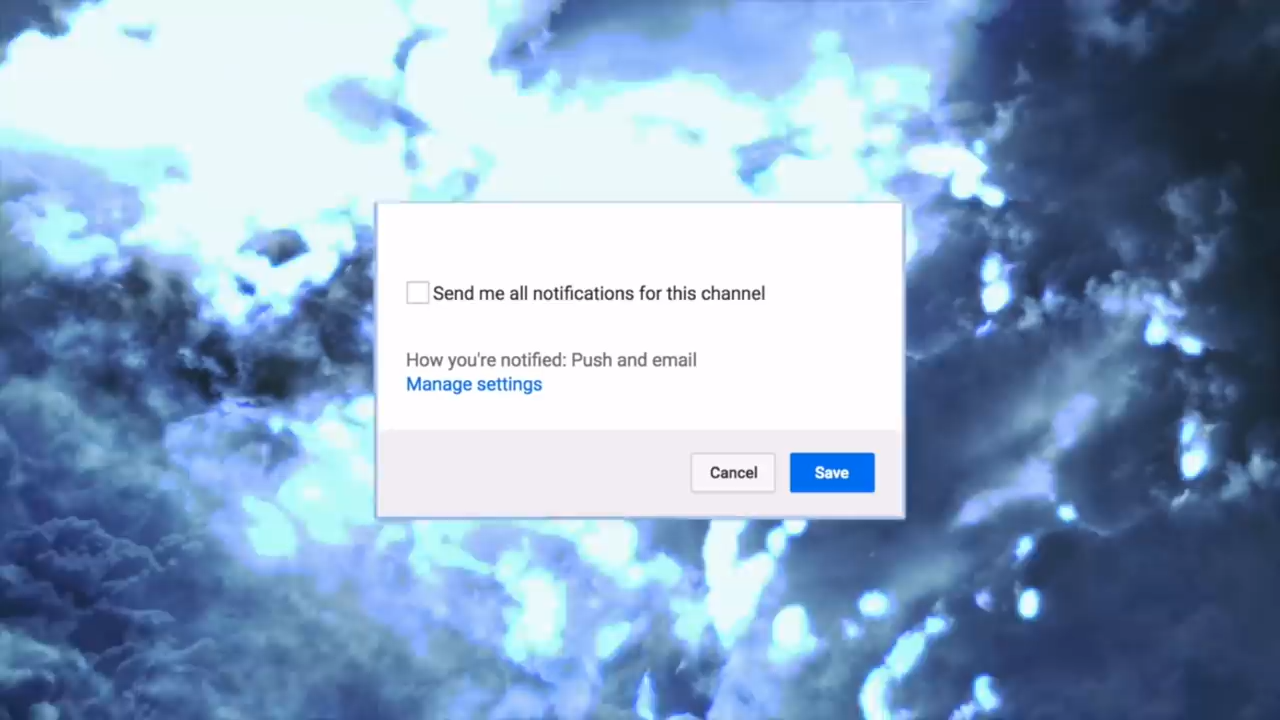 Send me all notifications for this channel
How you're notified: Push and email
Manage settings
Cancel Save